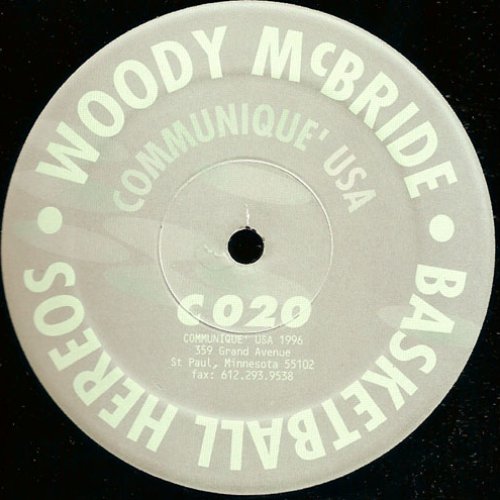 WOODY McBRIDE
COMMUNIQUE' USA
C 020
COMMUNIQUE' USA 1996
359 Grand Avenue
St Paul, Minnesota 55102
fax: 612.293.9538
BASKETBALL HEREOS